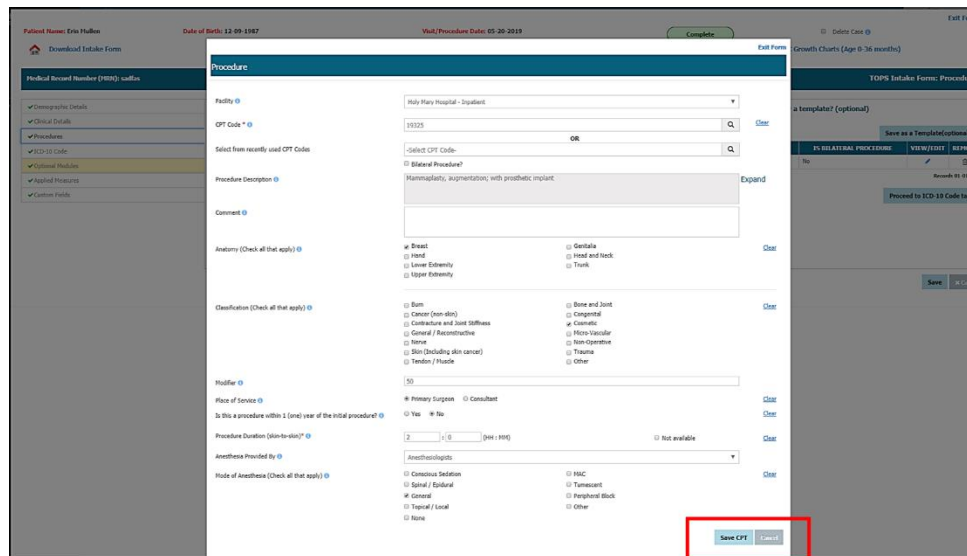 Exit Form
Patient Name: Erin Mullen
Date of Birth: 12-09-1987
Visit/Procedure Date: 05-20-2019
Complete
Delete Case
Download Intake Form
Growth Charts (Age 0-36 months)
Medical Record Number (MRN): sadfas
TOPS Intake Form: Procedu
Demographic Details
Clinical Details
Procedures
ICD-10 Code
Optional Modules
Applied Measures
Custom Fields
a template? (optional)
Save as a Template(optional
IS BILATERAL PROCEDURE VIEW/EDIT REM
No
Records 01-01
Proceed to ICD-10 Code to
Save
Exit Form
Procedure
Facility
Holy Mary Hospital - Inpatient
CPT Code * 19325 Clear
OR
Select from recently used CPT Codes -Select CPT Code-
Bilateral Procedure?
Procedure Description Mammaplasty, augmentation; with prosthetic implant Expand
Comment
Anatomy (Check all that apply) Breast Genitalia Clear
Hand Head and Neck
Lower Extremity Trunk
Upper Extremity
Classification (Check all that apply) Burn Bone and Joint Clear
Cancer (non-skin) Congenital
Contracture and Joint Stiffness Cosmetic
General / Reconstructive Micro-Vascular
Nerve Non-Operative
Skin (Including skin cancer) Trauma
Tendon / Muscle Other
Modifier 50
Place of Service Primary Surgeon Consultant Clear
Is this a procedure within 1 (one) year of the initial procedure? Yes No Clear
Procedure Duration (skin-to-skin)* 2 : 0 (HH : MM) Not available Clear
Anesthesia Provided By Anesthesiologists
Mode of Anesthesia (Check all that apply) Conscious Sedation MAC Clear
Spinal / Epidural Tumescent
General Peripheral Block
Topical / Local Other
None
Save CPT Cancel